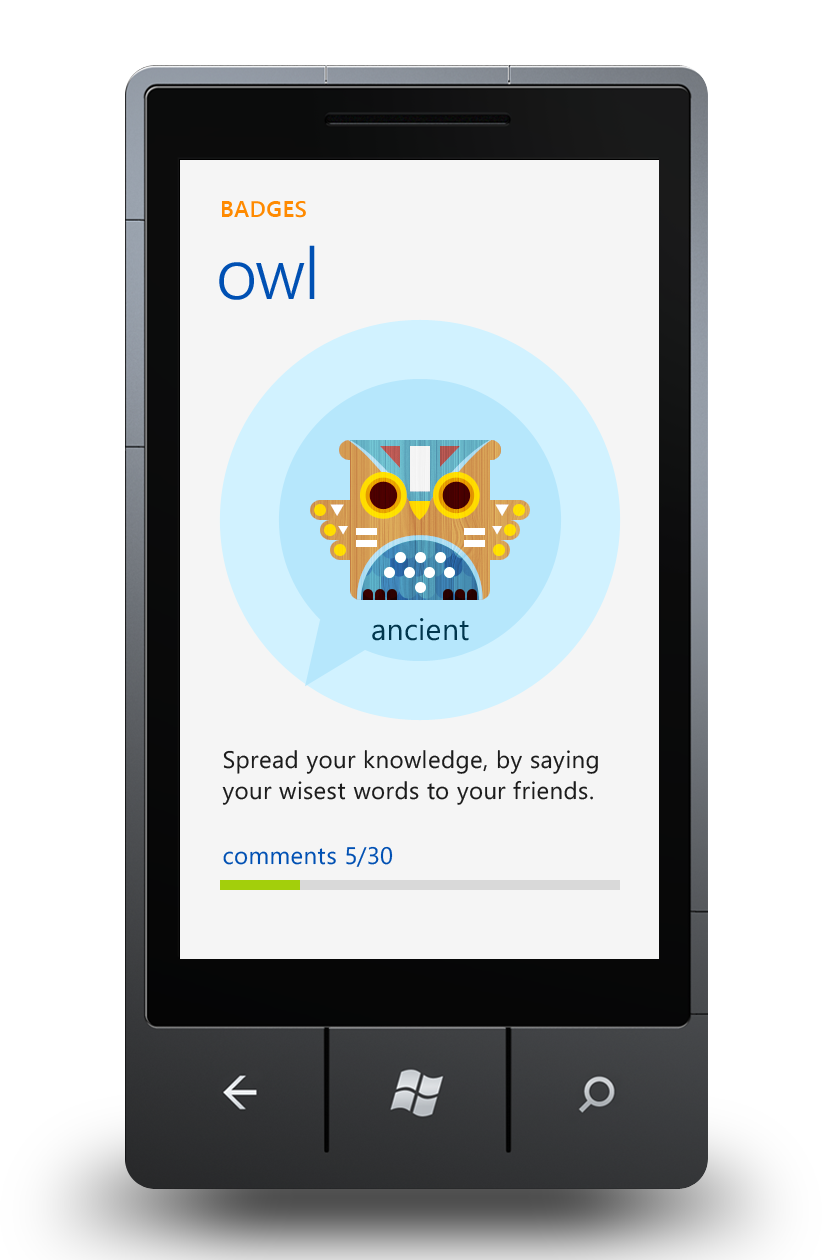 BADGES
owl
ancient
Spread your knowledge, by saying
your wisest words to your friends.
comments 5/30